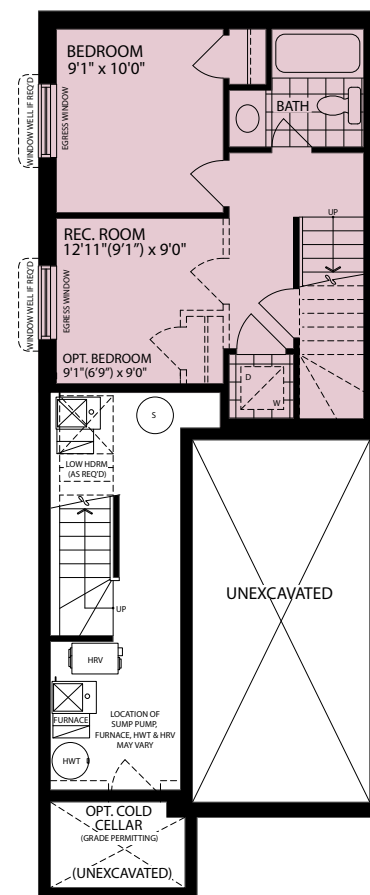 BEDROOM
9'1" x 10'0"
WINDOW WELL IF REQ'D
EGRESS WINDOW
BATH
REC. ROOM
12'11"(9'1") x 9'0"
UP
WINDOW WELL IF REQ'D
EGRESS WINDOW
OPT. BEDROOM
9'1"(6'9") x 9'0"
D
W
S
LOW HDRM
(AS REQ'D)
UP
UNEXCAVATED
HRV
FURNACE
LOCATION OF
SUMP PUMP,
FURNACE, HWT & HRV
MAY VARY
HWT
OPT. COLD
CELLAR
(GRADE PERMITTING)
(UNEXCAVATED)